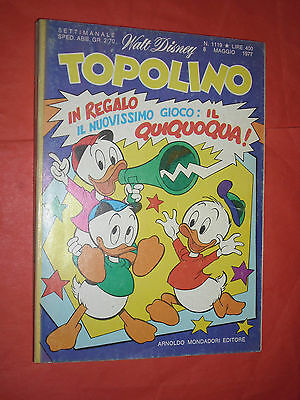 SETTIMANALE
SPED. ABB. GR. 2/70
Walt Disney
N. 1119 ★ LIRE 400
8 MAGGIO 1977
TOPOLINO
IN REGALO
IL NUOVISSIMO GIOCO: IL
QUIQUOQUA!
ARNOLDO MONDADORI EDITORE